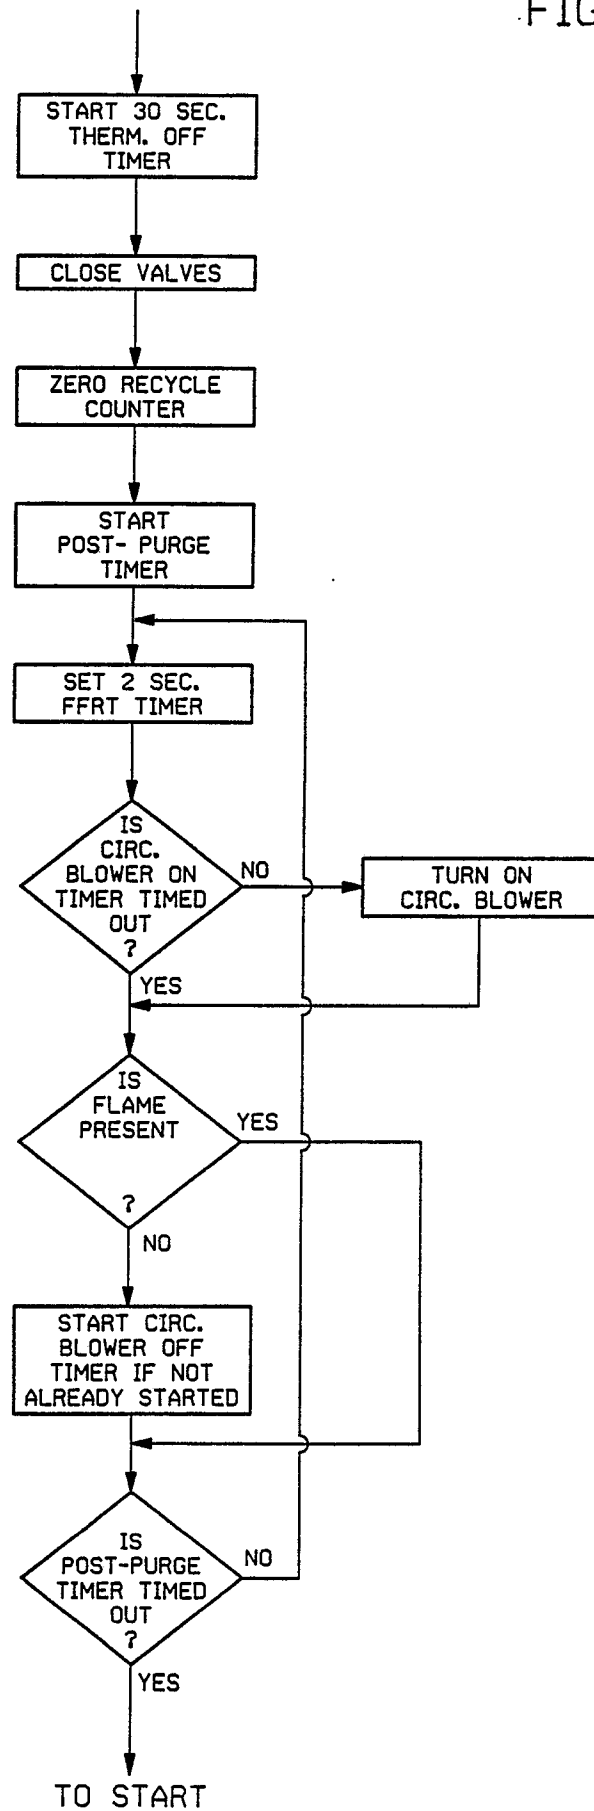 FIG
START 30 SEC.
THERM. OFF
TIMER
CLOSE VALVES
ZERO RECYCLE
COUNTER
START
POST- PURGE
TIMER
SET 2 SEC.
FFRT TIMER
IS
CIRC.
BLOWER ON
TIMER TIMED
OUT
?
NO
TURN ON
CIRC. BLOWER
YES
IS
FLAME
PRESENT
?
YES
NO
START CIRC.
BLOWER OFF
TIMER IF NOT
ALREADY STARTED
IS
POST-PURGE
TIMER TIMED
OUT
?
NO
YES
TO START